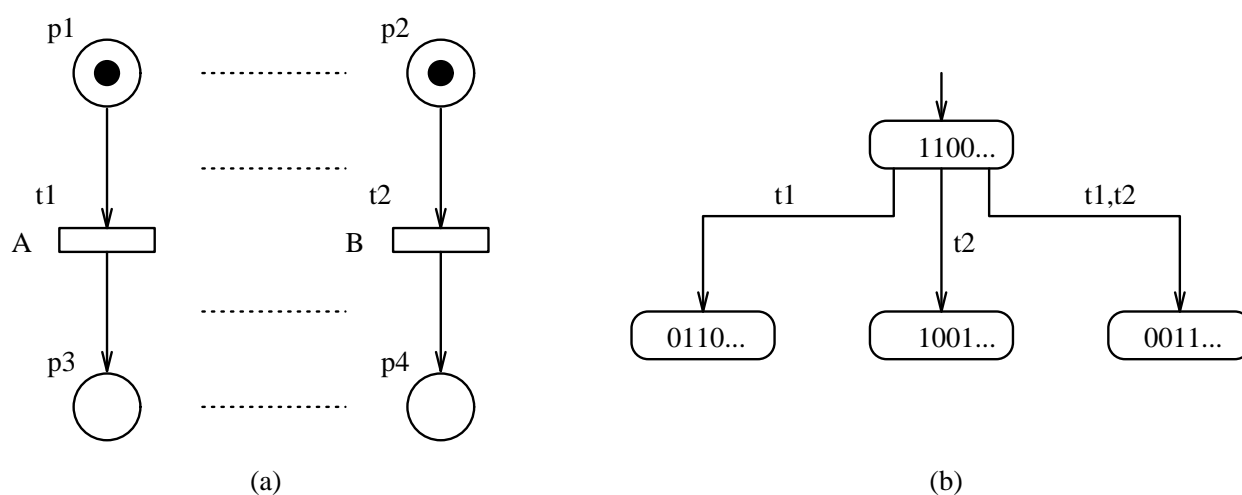 p1
p2
t1
t2
A
B
p3
p4
(a)
1100...
t1
t1,t2
t2
0110...
1001...
0011...
(b)